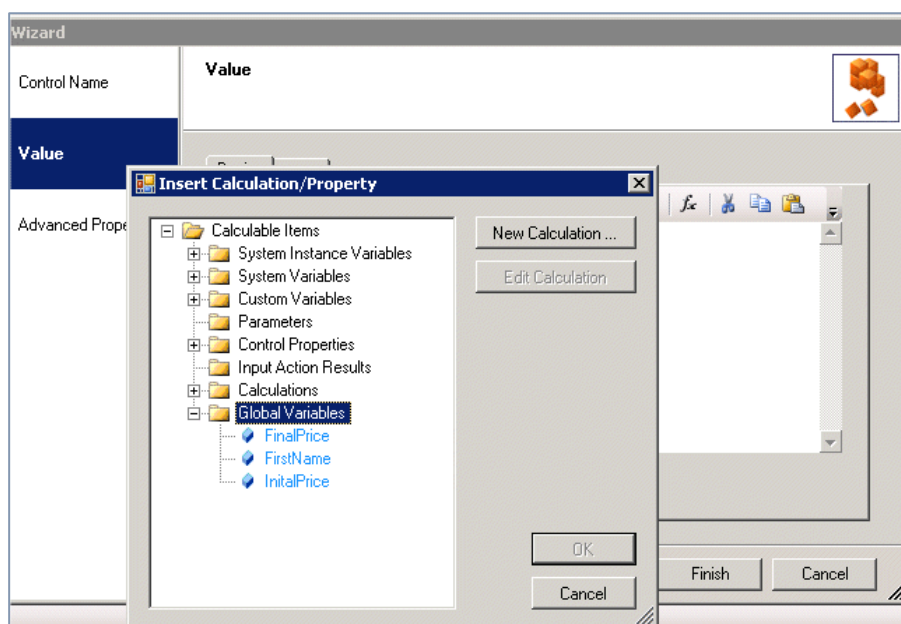 Wizard
Control Name
Value
Value
Advanced Prope
Insert Calculation/Property
Calculable Items
System Instance Variables
System Variables
Custom Variables
Parameters
Control Properties
Input Action Results
Calculations
Global Variables
FinalPrice
FirstName
InitalPrice
New Calculation ...
Edit Calculation
OK
Cancel
fx
Finish
Cancel